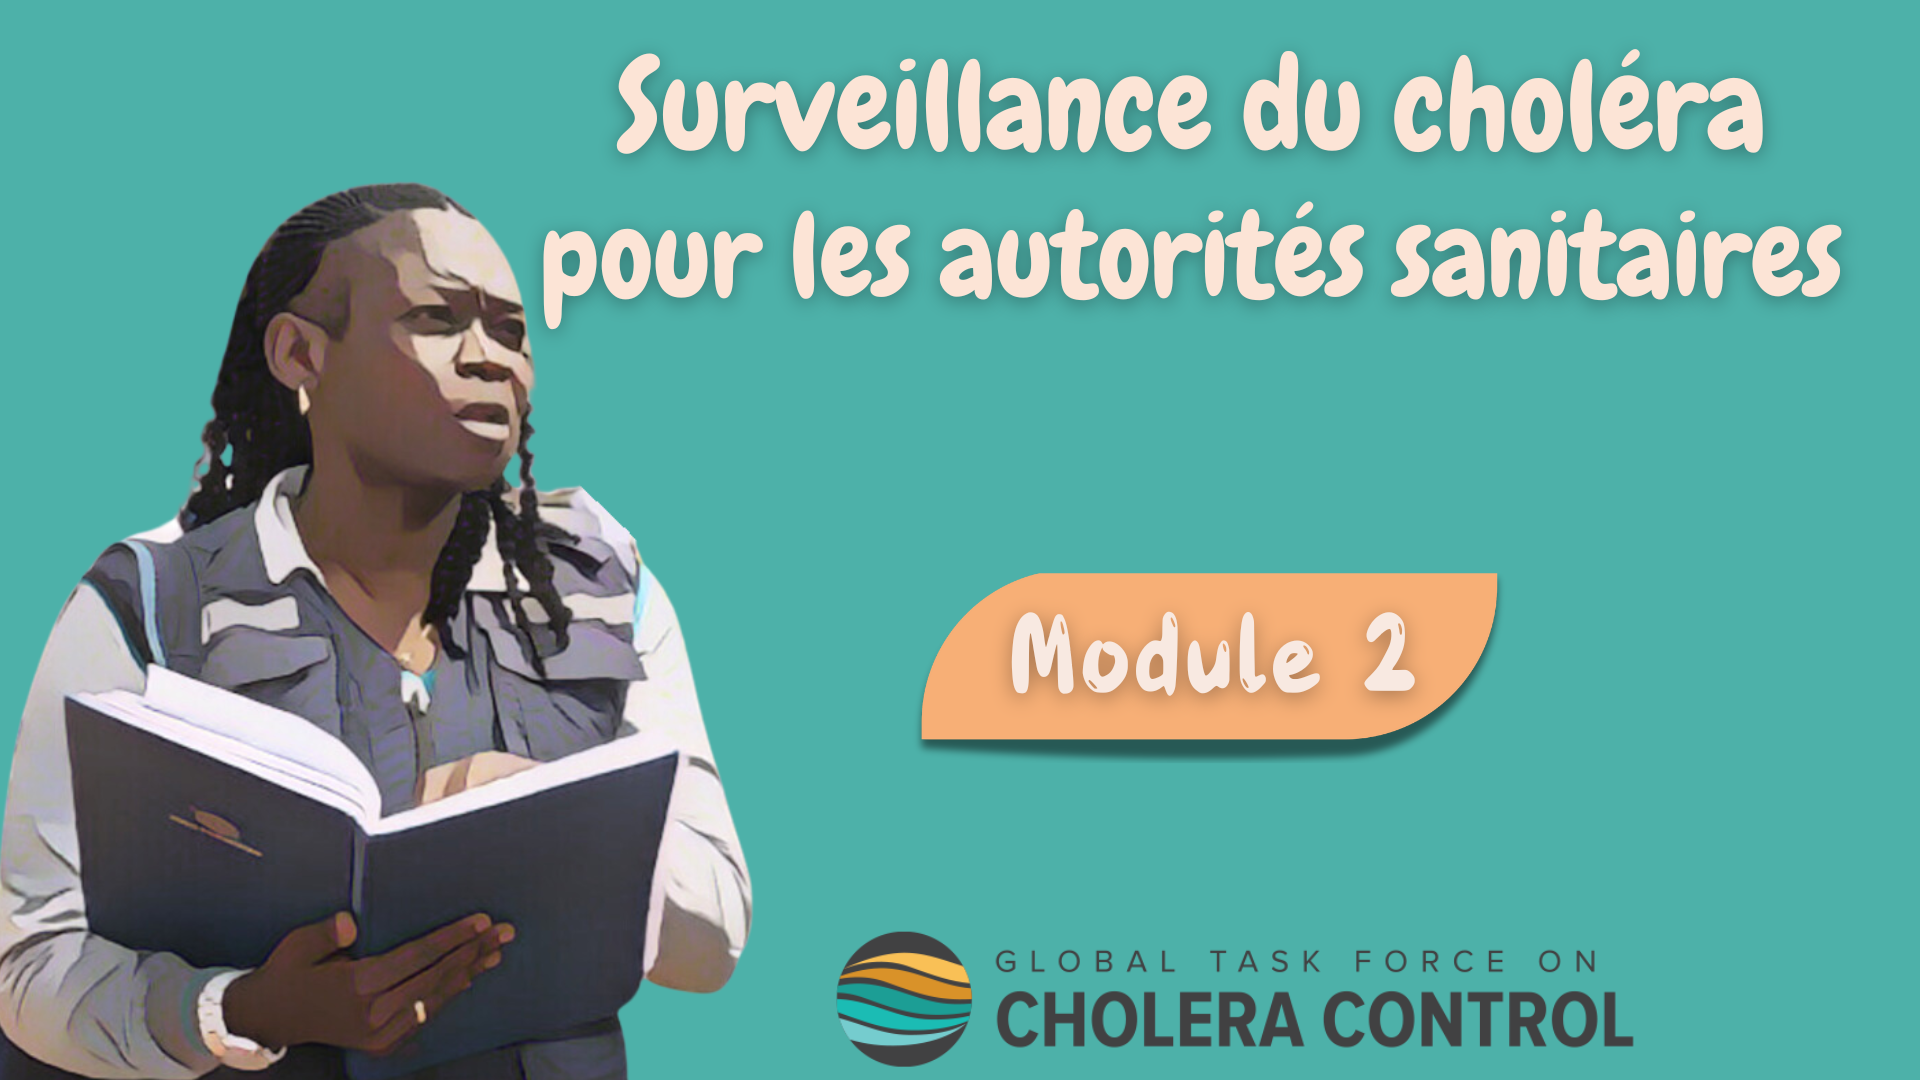 Surveillance du choléra
pour les autorités sanitaires
Module 2
GLOBAL TASK FORCE ON
CHOLERA CONTROL